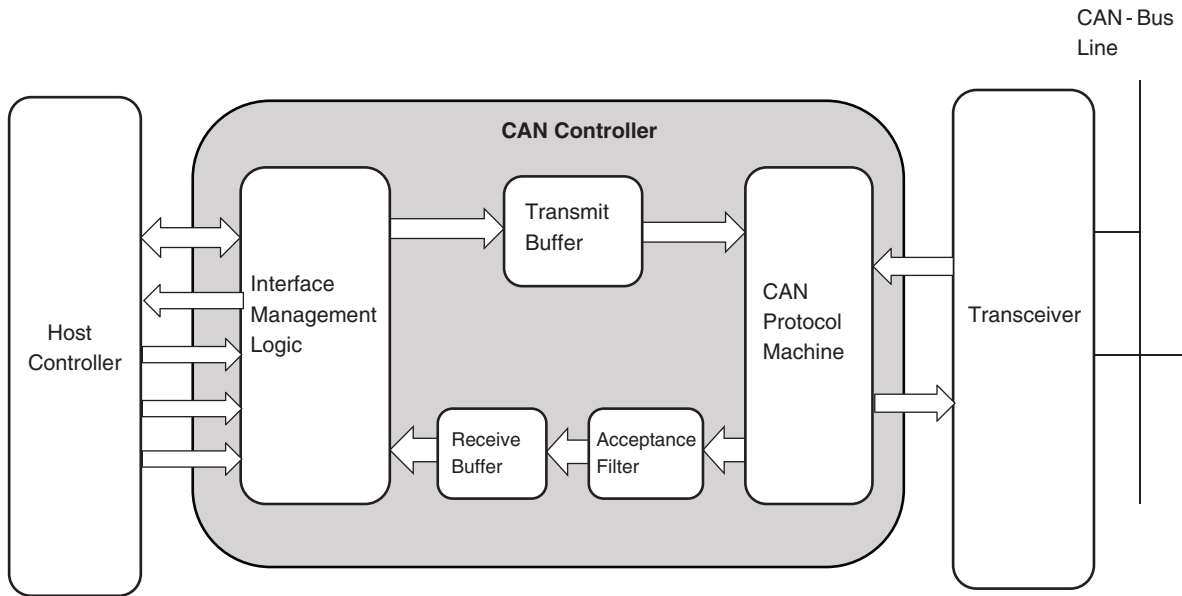 CAN - Bus
Line
CAN Controller
Host
Controller
Interface
Management
Logic
Transmit
Buffer
Receive
Buffer
Acceptance
Filter
CAN
Protocol
Machine
Transceiver